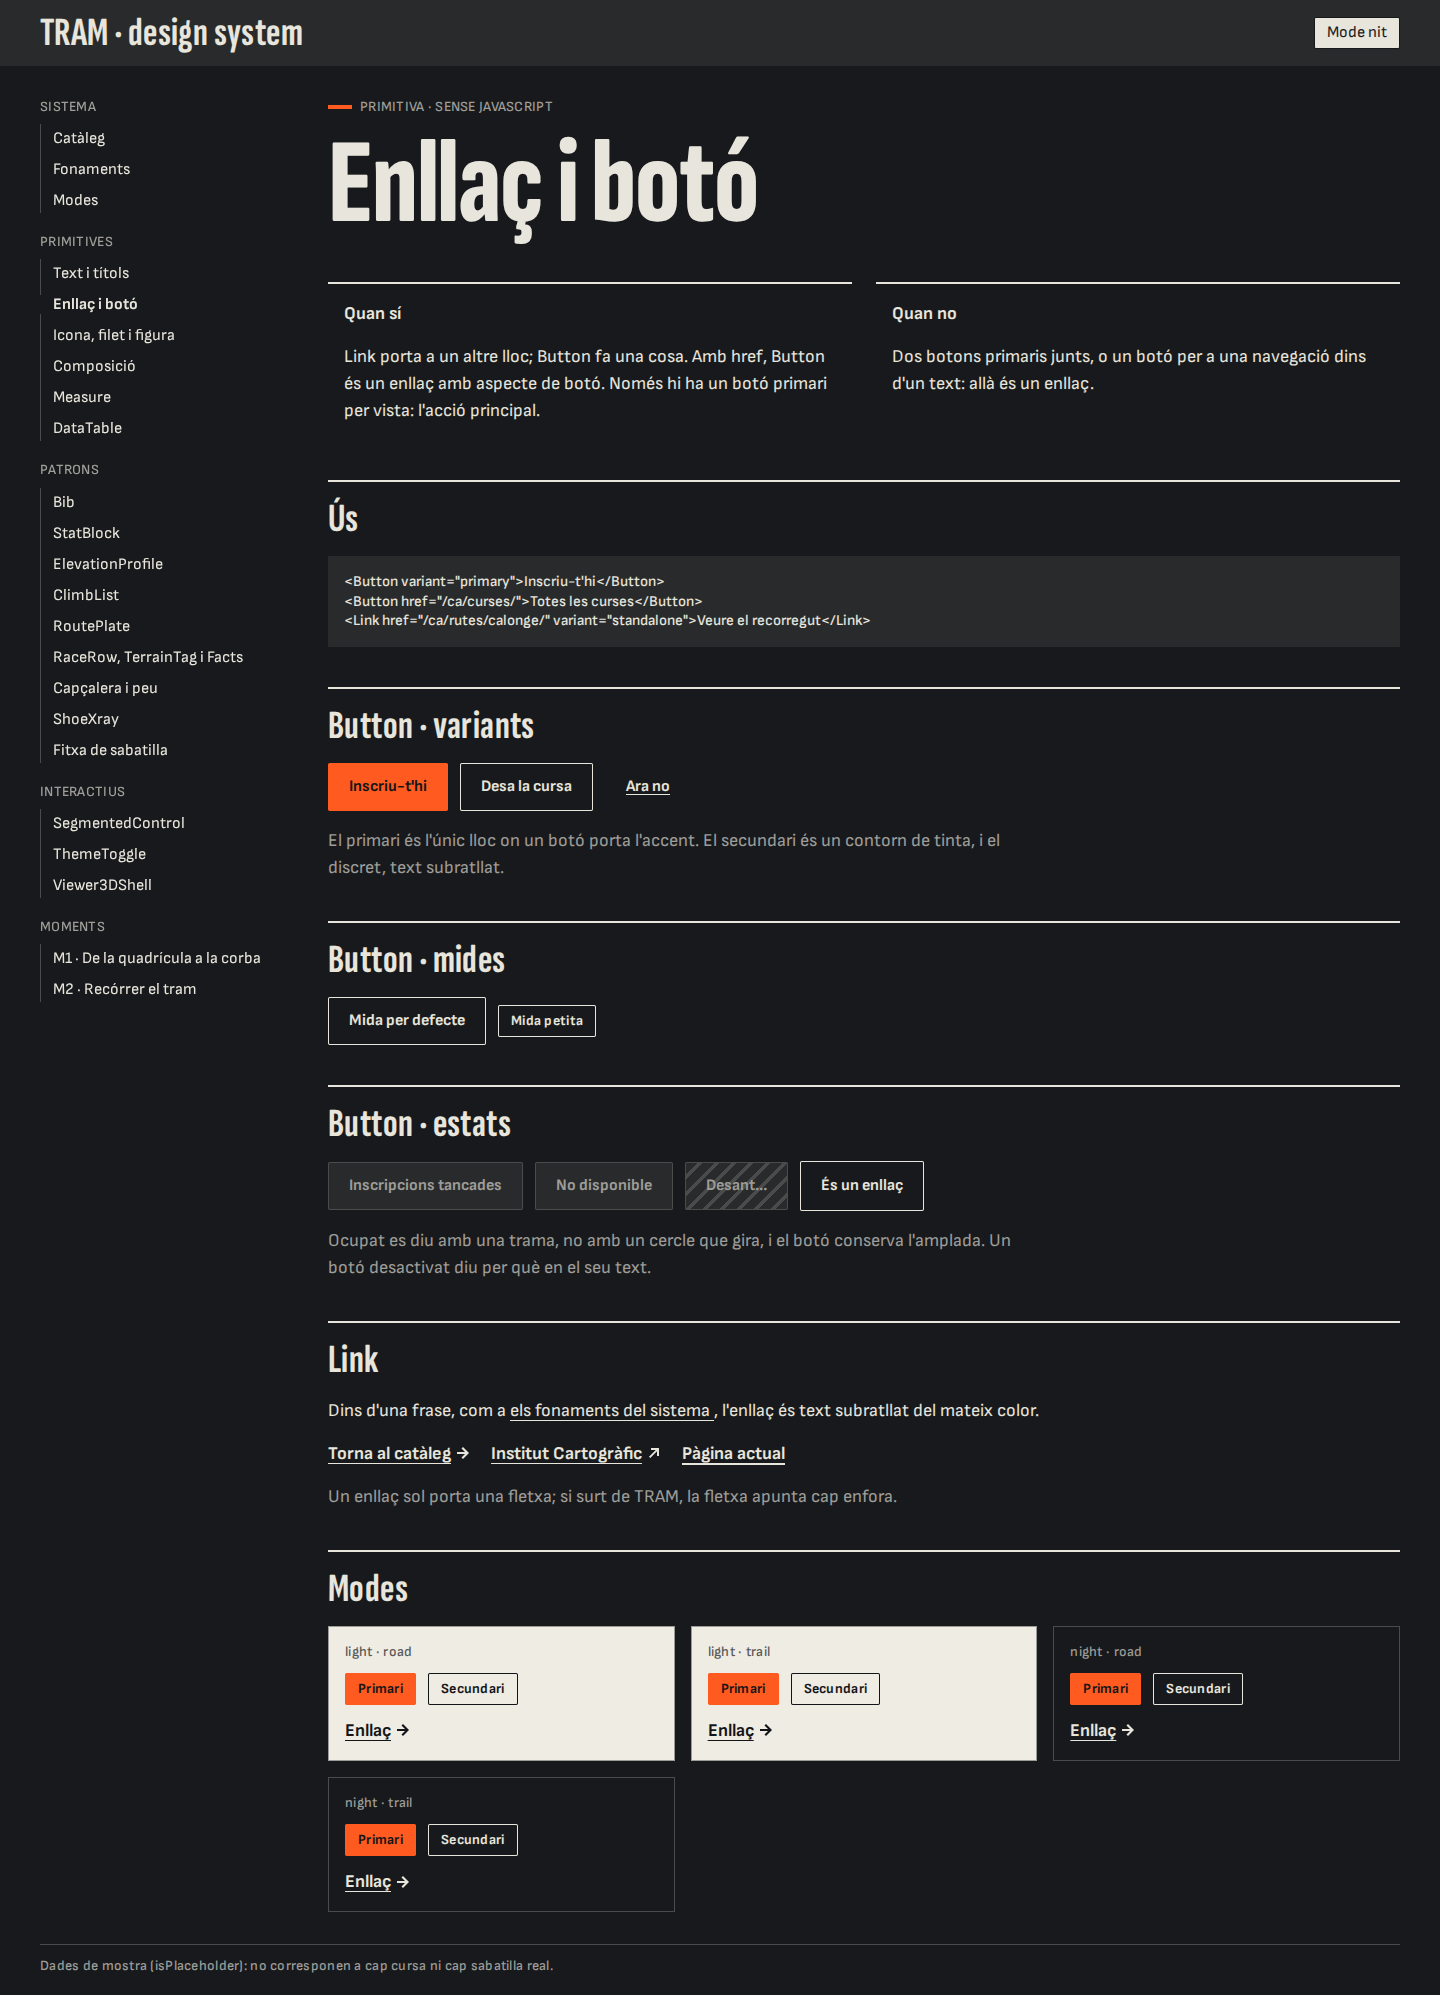 TRAM · design system
Mode nit
SISTEMA
Catàleg
Fonaments
Modes
PRIMITIVES
Text i títols
Enllaç i botó
Icona, filet i figura
Composició
Measure
DataTable
PATRONS
Bib
StatBlock
ElevationProfile
ClimbList
RoutePlate
RaceRow, TerrainTag i Facts
Capçalera i peu
ShoeXray
Fitxa de sabatilla
INTERACTIUS
SegmentedControl
ThemeToggle
Viewer3DShell
MOMENTS
M1 · De la quadrícula a la corba
M2 · Recórrer el tram
PRIMITIVA · SENSE JAVASCRIPT
Enllaç i botó
Quan sí
Link porta a un altre lloc; Button fa una cosa. Amb href, Button
és un enllaç amb aspecte de botó. Només hi ha un botó primari
per vista: l'acció principal.
Quan no
Dos botons primaris junts, o un botó per a una navegació dins
d'un text: allà és un enllaç.
Ús
<Button variant="primary">Inscriu-t'hi</Button>
<Button href="/ca/curses/">Totes les curses</Button>
<Link href="/ca/rutes/calonge/" variant="standalone">Veure el recorregut</Link>
Button · variants
Inscriu-t'hi
Desa la cursa
Ara no
El primari és l'únic lloc on un botó porta l'accent. El secundari és un contorn de tinta, i el
discret, text subratllat.
Button · mides
Mida per defecte
Mida petita
Button · estats
Inscripcions tancades
No disponible
Desant…
És un enllaç
Ocupat es diu amb una trama, no amb un cercle que gira, i el botó conserva l'amplada. Un
botó desactivat diu per què en el seu text.
Link
Dins d'una frase, com a els fonaments del sistema , l'enllaç és text subratllat del mateix color.
Torna al catàleg →
Institut Cartogràfic ↗
Pàgina actual
Un enllaç sol porta una fletxa; si surt de TRAM, la fletxa apunta cap enfora.
Modes
light · road
Primari
Secundari
Enllaç →
light · trail
Primari
Secundari
Enllaç →
night · road
Primari
Secundari
Enllaç →
night · trail
Primari
Secundari
Enllaç →
Dades de mostra (isPlaceholder): no corresponen a cap cursa ni cap sabatilla real.